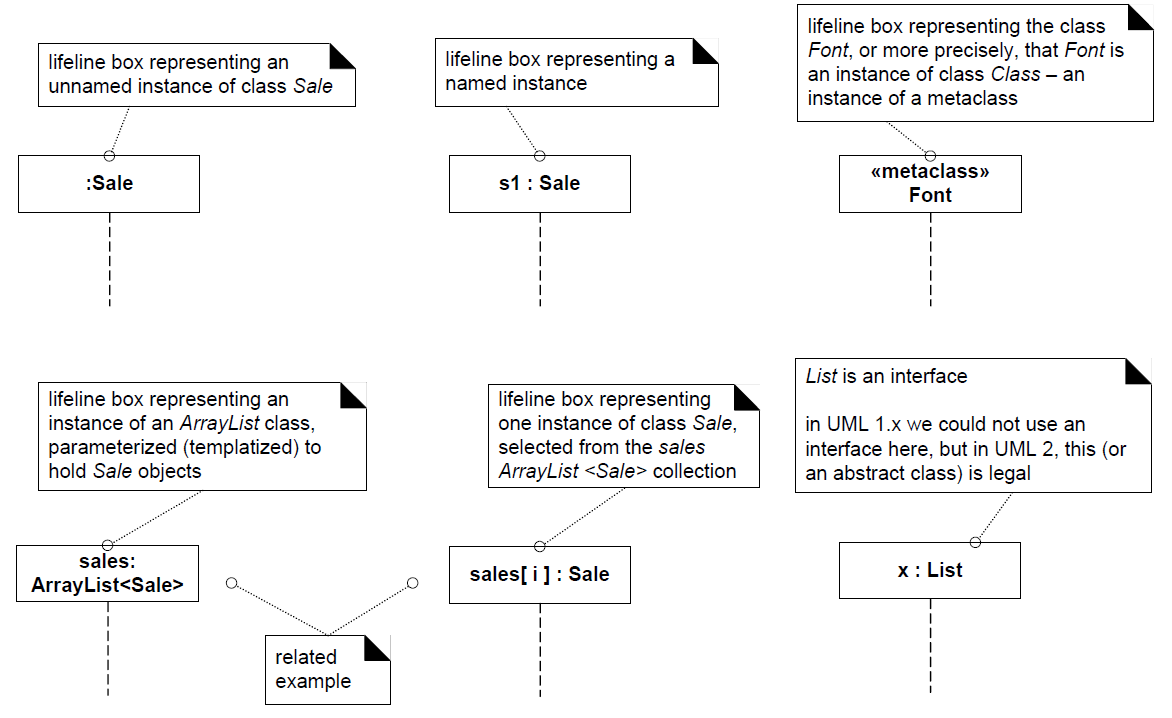 lifeline box representing an
unnamed instance of class Sale
:Sale
lifeline box representing a
named instance
s1 : Sale
lifeline box representing the class
Font, or more precisely, that Font is
an instance of class Class – an
instance of a metaclass
«metaclass»
Font
lifeline box representing an
instance of an ArrayList class,
parameterized (templatized) to
hold Sale objects
sales:
ArrayList<Sale>
related
example
lifeline box representing
one instance of class Sale,
selected from the sales
ArrayList <Sale> collection
sales[ i ] : Sale
List is an interface
in UML 1.x we could not use an
interface here, but in UML 2, this (or
an abstract class) is legal
x : List